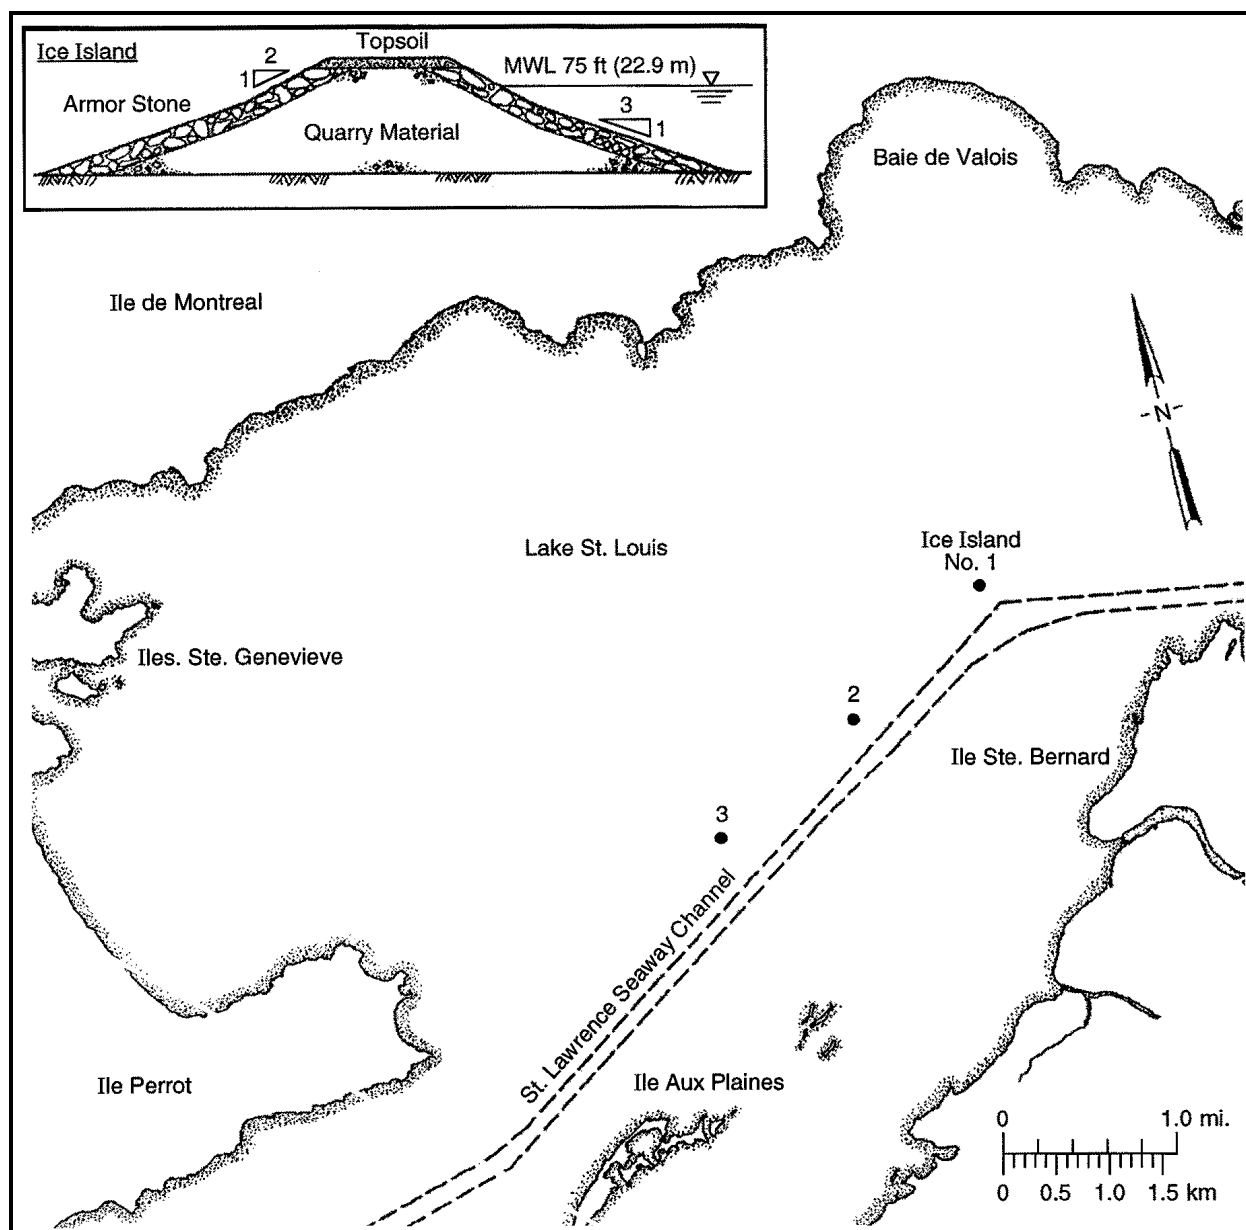 Ice Island
Topsoil
2
1
MWL 75 ft (22.9 m)
Armor Stone
3
1
Quarry Material
Baie de Valois
Ile de Montreal
-N-
Lake St. Louis
Ice Island
No. 1
Iles. Ste. Genevieve
2
Ile Ste. Bernard
3
St. Lawrence Seaway Channel
Ile Perrot
Ile Aux Plaines
0 1.0 mi.
0 0.5 1.0 1.5 km